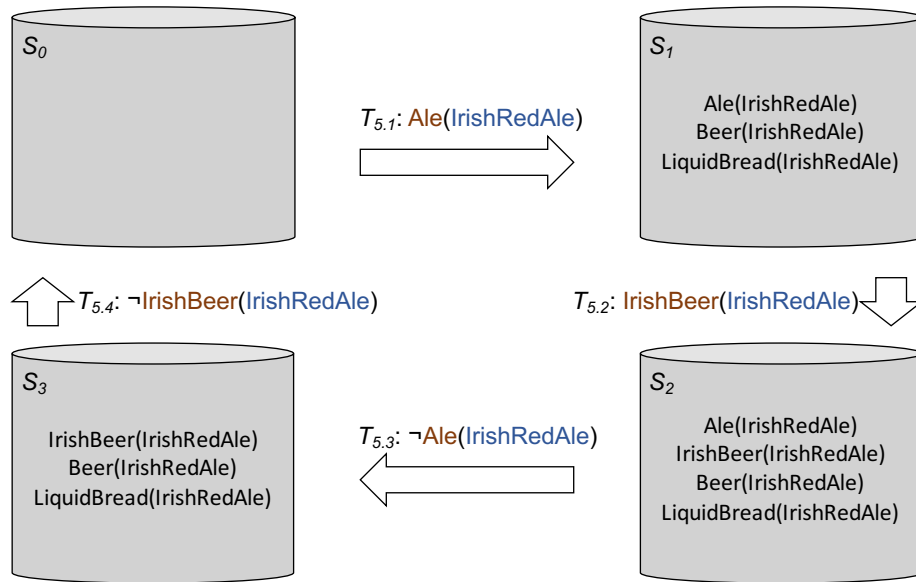 S0
S1
Ale(IrishRedAle)
Beer(IrishRedAle)
LiquidBread(IrishRedAle)
T5.1: Ale(IrishRedAle)
T5.4: ¬IrishBeer(IrishRedAle)
T5.2: IrishBeer(IrishRedAle)
S3
IrishBeer(IrishRedAle)
Beer(IrishRedAle)
LiquidBread(IrishRedAle)
T5.3: ¬Ale(IrishRedAle)
S2
Ale(IrishRedAle)
IrishBeer(IrishRedAle)
Beer(IrishRedAle)
LiquidBread(IrishRedAle)